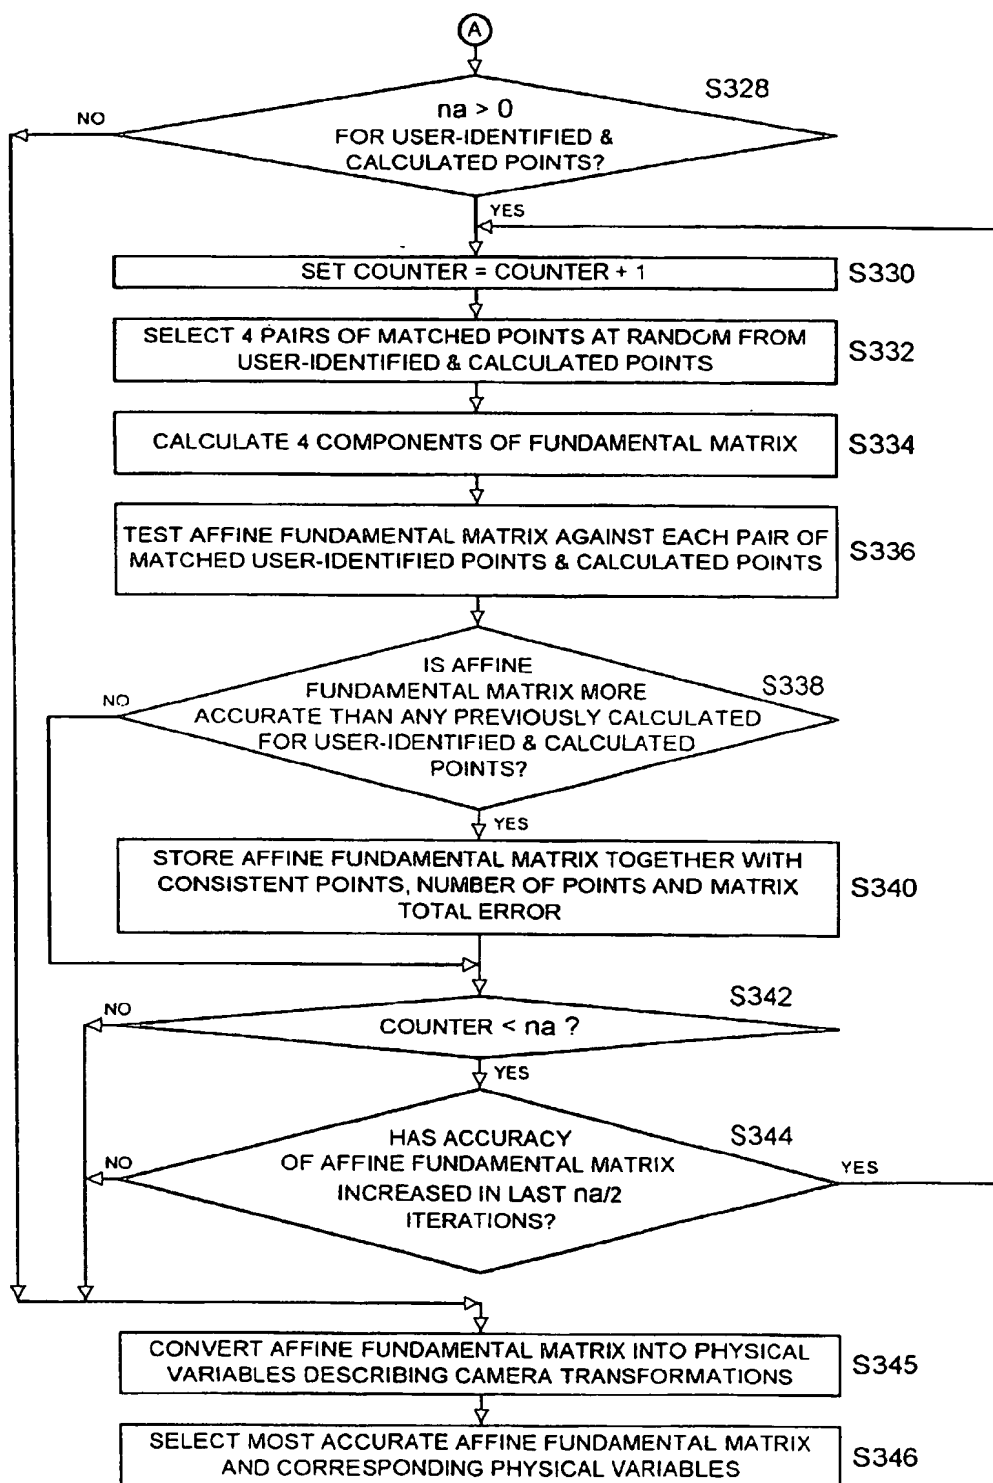 A
S328
na > 0
NO
FOR USER-IDENTIFIED &
CALCULATED POINTS?
YES
SET COUNTER = COUNTER + 1
S330
SELECT 4 PAIRS OF MATCHED POINTS AT RANDOM FROM
USER-IDENTIFIED & CALCULATED POINTS
S332
CALCULATE 4 COMPONENTS OF FUNDAMENTAL MATRIX
S334
TEST AFFINE FUNDAMENTAL MATRIX AGAINST EACH PAIR OF
MATCHED USER-IDENTIFIED POINTS & CALCULATED POINTS
S336
IS AFFINE
FUNDAMENTAL MATRIX MORE
ACCURATE THAN ANY PREVIOUSLY CALCULATED
FOR USER-IDENTIFIED & CALCULATED
POINTS?
S338
NO
YES
STORE AFFINE FUNDAMENTAL MATRIX TOGETHER WITH
CONSISTENT POINTS, NUMBER OF POINTS AND MATRIX
TOTAL ERROR
S340
S342
NO
COUNTER < na ?
YES
S344
HAS ACCURACY
OF AFFINE FUNDAMENTAL MATRIX
INCREASED IN LAST na/2
ITERATIONS?
NO
YES
CONVERT AFFINE FUNDAMENTAL MATRIX INTO PHYSICAL
VARIABLES DESCRIBING CAMERA TRANSFORMATIONS
S345
SELECT MOST ACCURATE AFFINE FUNDAMENTAL MATRIX
AND CORRESPONDING PHYSICAL VARIABLES
S346